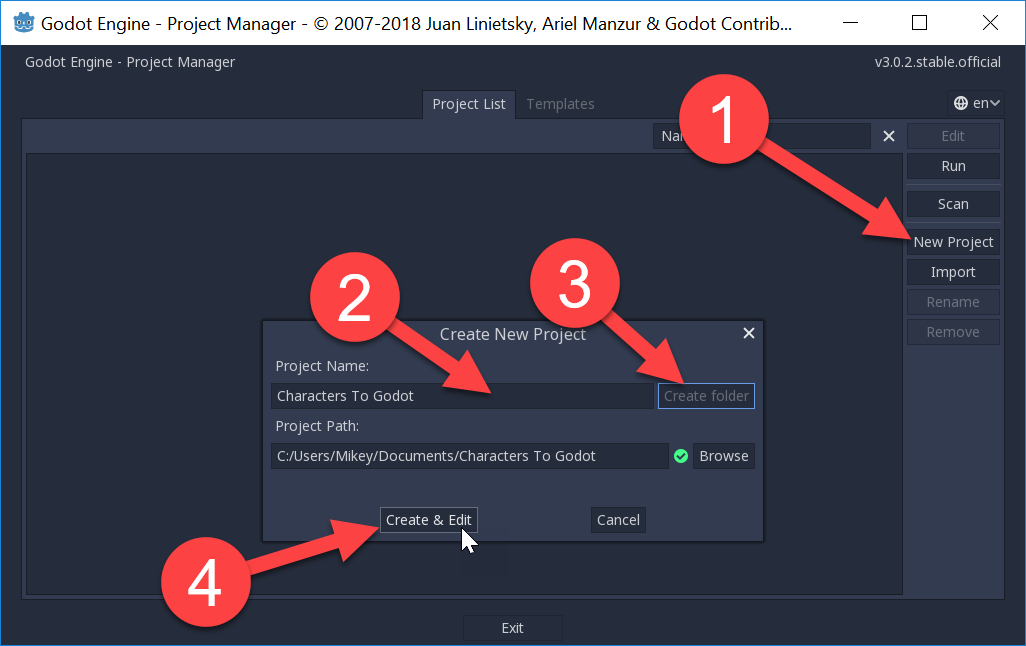 Godot Engine - Project Manager - © 2007-2018 Juan Linietsky, Ariel Manzur & Godot Contrib...
Godot Engine - Project Manager
v3.0.2.stable.official
Project List
Templates
en
1
Edit
Run
Scan
New Project
Import
Rename
Remove
2
3
Create New Project
Project Name:
Characters To Godot
Create folder
Project Path:
C:/Users/Mikey/Documents/Characters To Godot
Browse
Create & Edit
Cancel
4
Exit